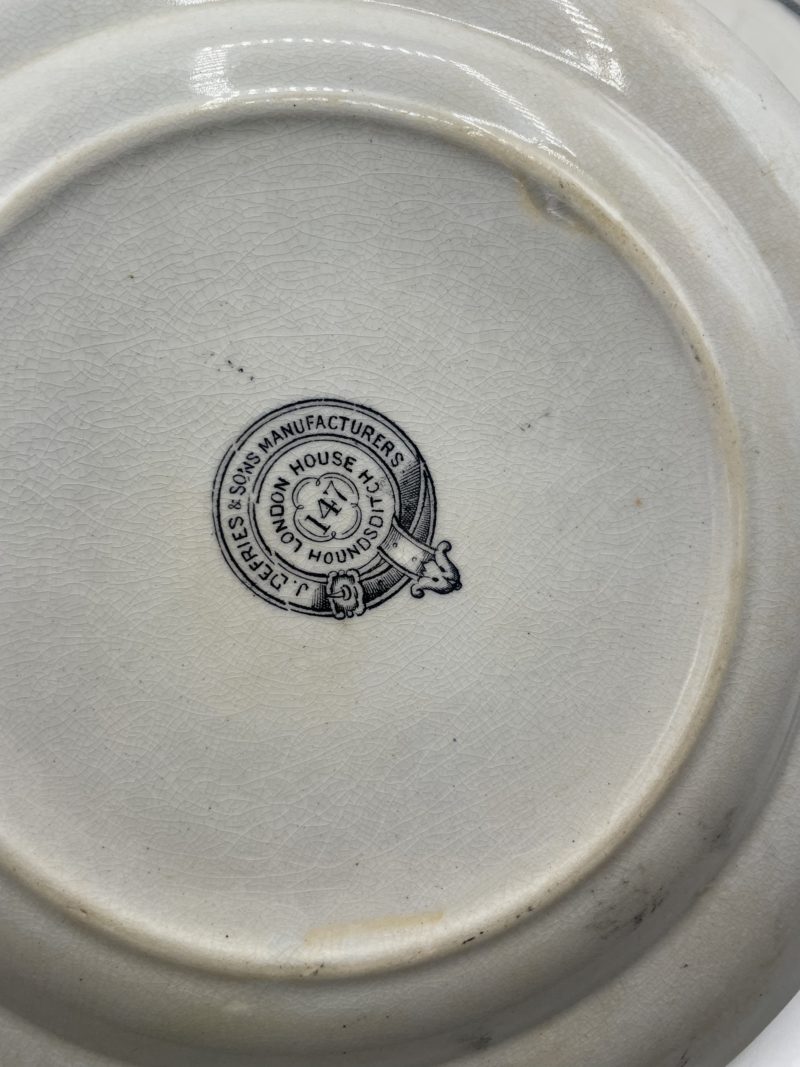 J. DEFRIES & SONS MANUFACTURERS
LONDON HOUSE HOUNDSDITCH
147